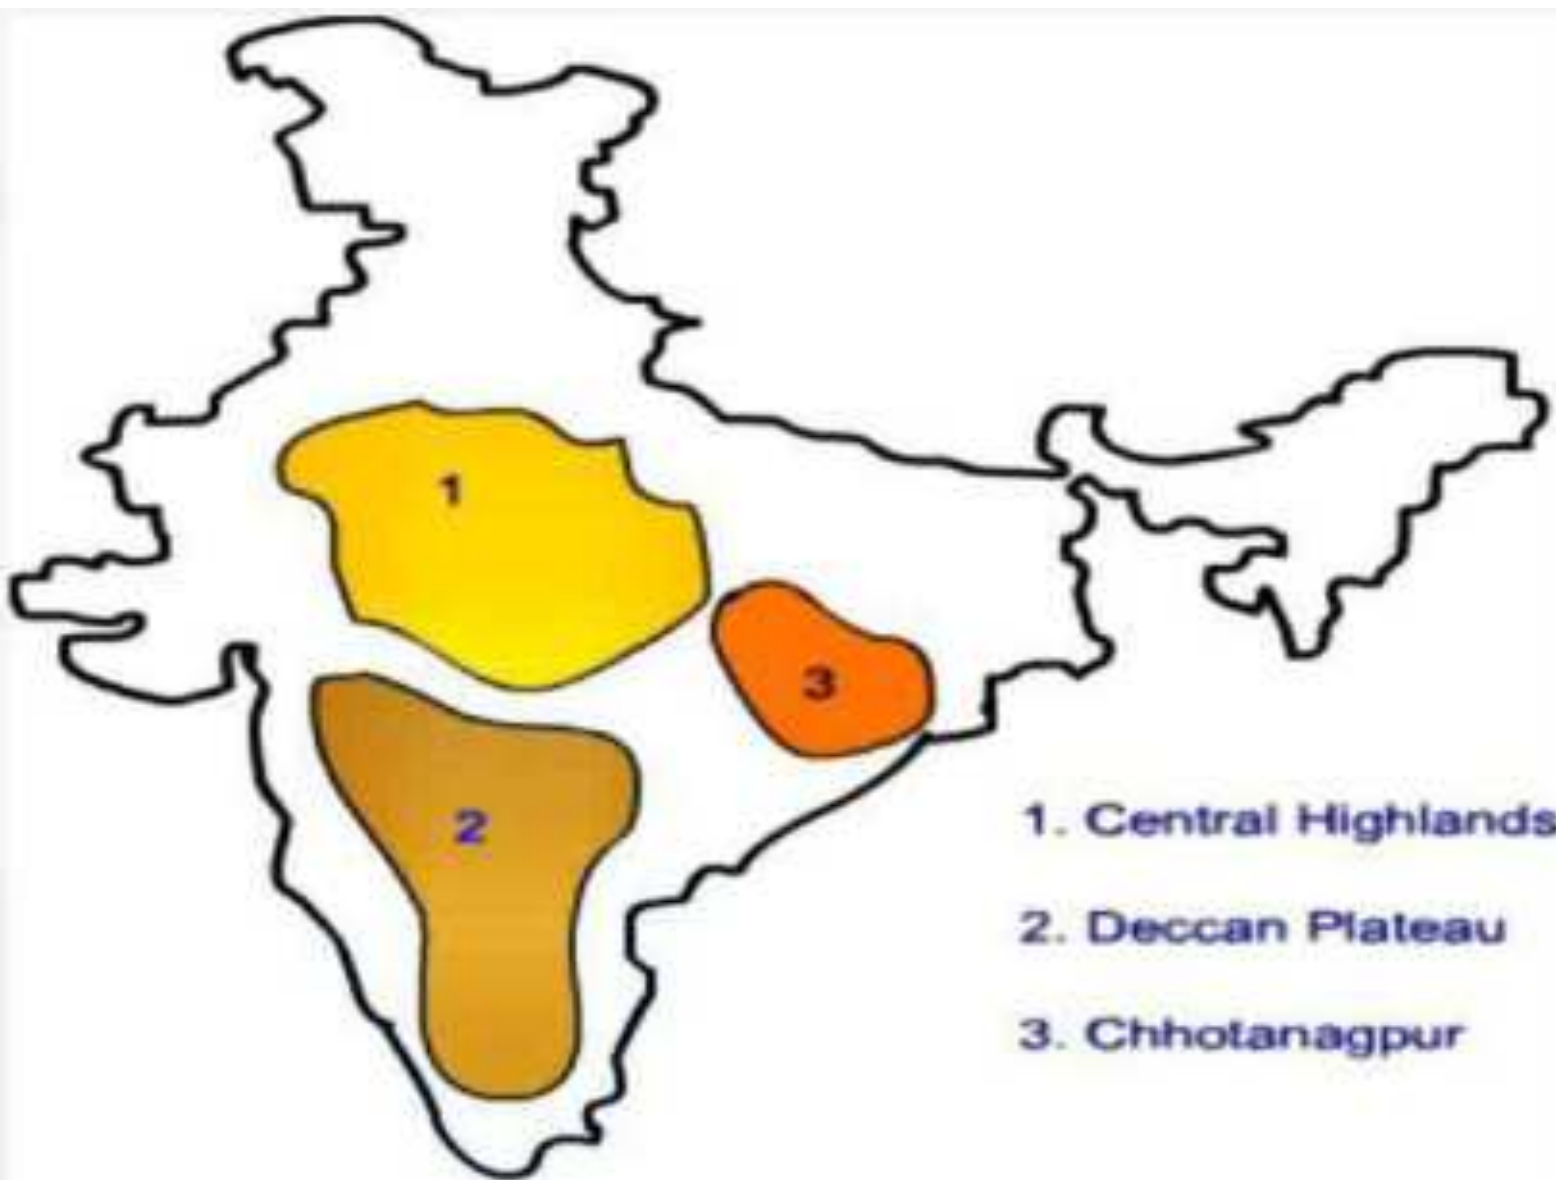 1
2
3
1. Central Highlands
2. Deccan Plateau
3. Chhotanagpur